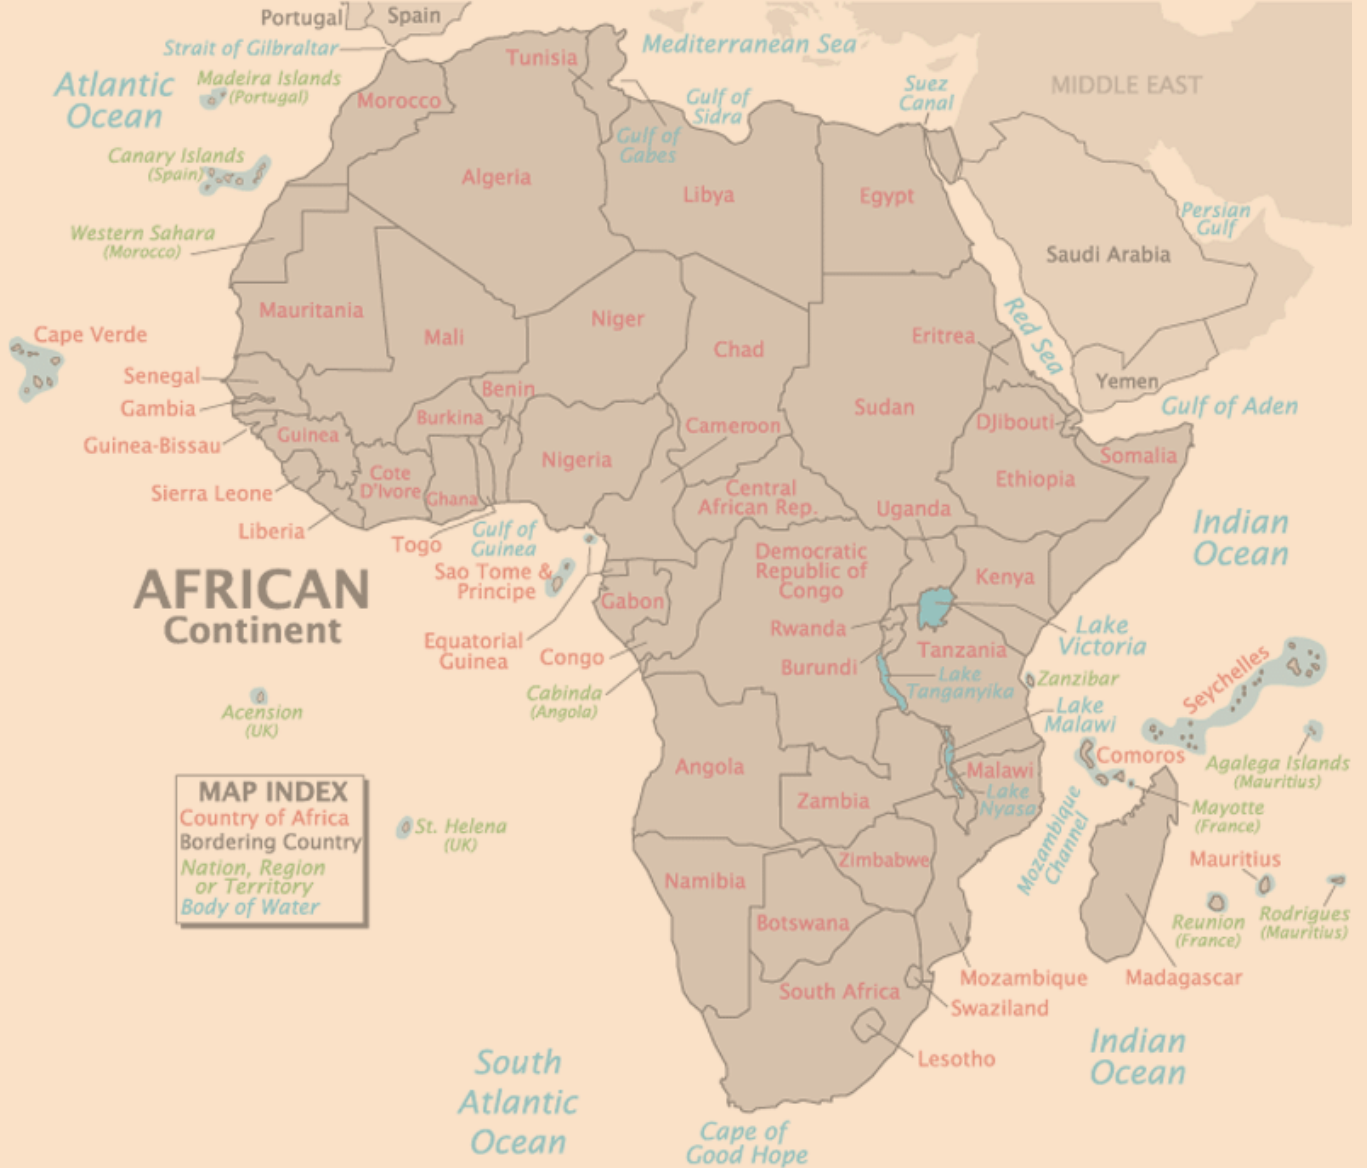 Portugal
Spain
Strait of Gilbraltar
Mediterranean Sea
Atlantic
Ocean
Madeira Islands
(Portugal)
Tunisia
Morocco
Gulf of
Sidra
Suez
Canal
MIDDLE EAST
Gulf of
Gabes
Canary Islands
(Spain)
Algeria
Libya
Egypt
Persian
Gulf
Western Sahara
(Morocco)
Saudi Arabia
Mauritania
Mali
Niger
Chad
Eritrea
Red Sea
Cape Verde
Senegal
Gambia
Guinea-Bissau
Benin
Burkina
Guinea
Cameroon
Sudan
Yemen
Gulf of Aden
DJibouti
Somalia
Nigeria
Cote
D'Ivore
Ghana
Central
African Rep.
Ethiopia
Sierra Leone
Liberia
Togo
Gulf of
Guinea
Uganda
Indian
Ocean
AFRICAN
Continent
Sao Tome &
Principe
Democratic
Republic of
Congo
Kenya
Gabon
Equatorial
Guinea
Congo
Rwanda
Burundi
Tanzania
Lake
Victoria
Cabinda
(Angola)
Lake
Tanganyika
Zanzibar
Seychelles
Lake
Malawi
Acension
(UK)
Comoros
Agalega Islands
(Mauritius)
Angola
Zambia
Malawi
Lake
Nyasa
Mayotte
(France)
Mozambique
Channel
MAP INDEX
Country of Africa
Bordering Country
Nation, Region
or Territory
Body of Water
St. Helena
(UK)
Zimbabwe
Namibia
Botswana
Mauritius
Reunion
(France)
Rodrigues
(Mauritius)
South Africa
Mozambique
Madagascar
Swaziland
Lesotho
Indian
Ocean
South
Atlantic
Ocean
Cape of
Good Hope